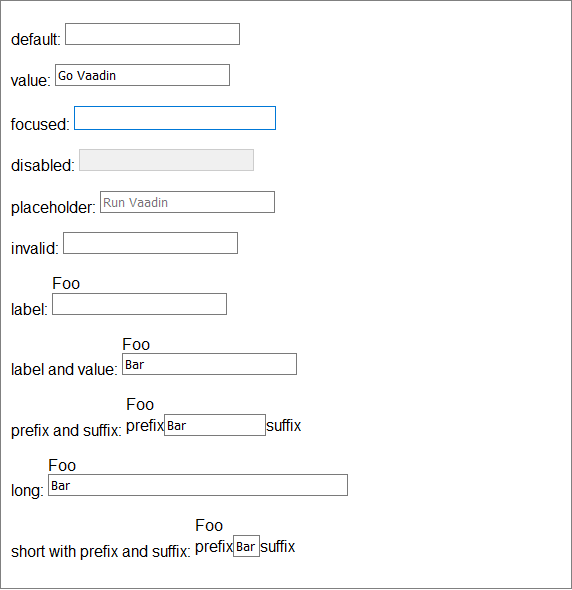 default:
value: Go Vaadin
focused:
disabled:
placeholder: Run Vaadin
invalid:
Foo
label:
Foo
label and value: Bar
Foo
prefix and suffix: prefix Bar suffix
Foo
long: Bar
Foo
short with prefix and suffix: prefix Bar suffix